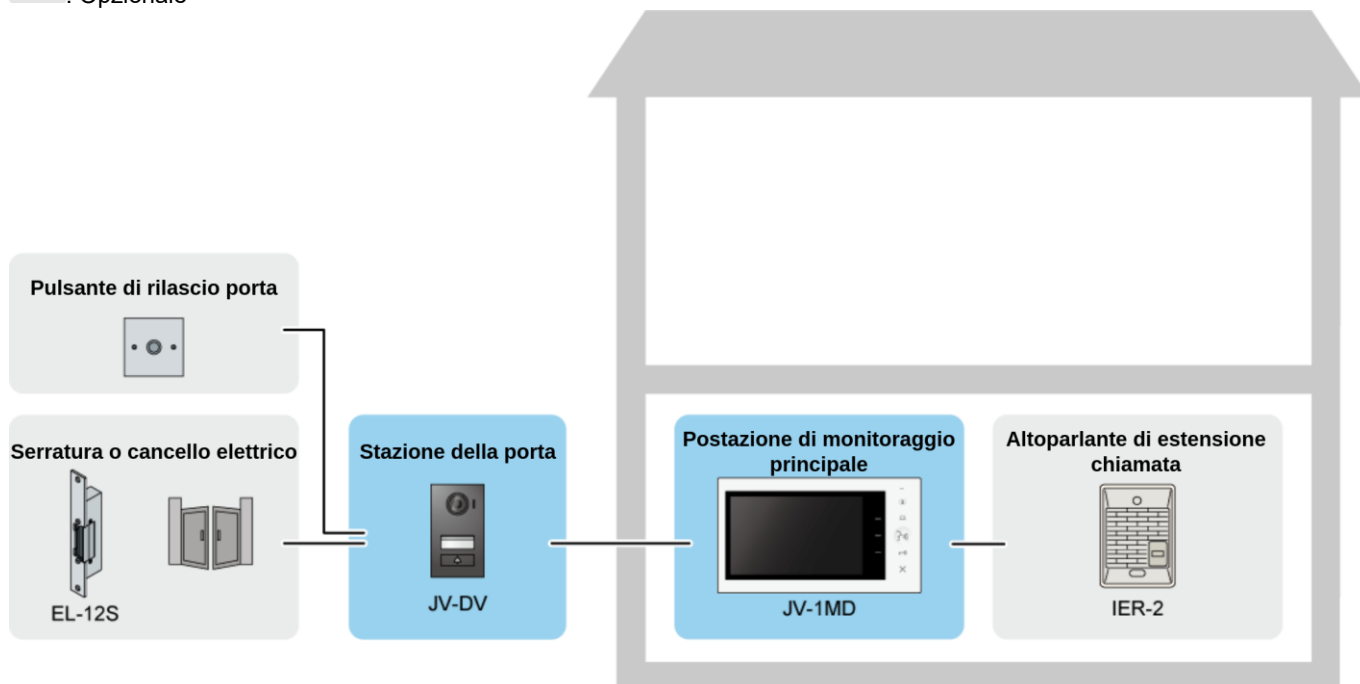 : Opzionale
Pulsante di rilascio porta
Serratura o cancello elettrico
EL-12S
Stazione della porta
JV-DV
Postazione di monitoraggio
principale
JV-1MD
Altoparlante di estensione
chiamata
IER-2